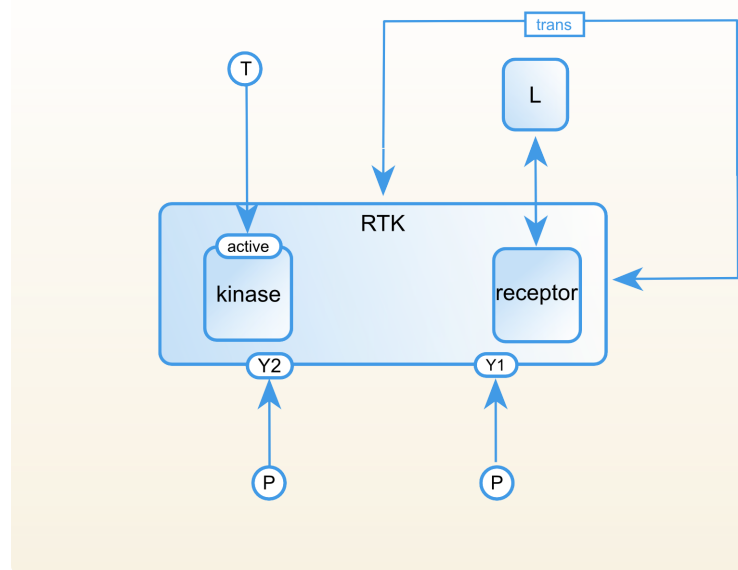 trans
T
L
RTK
active
kinase
receptor
Y2
Y1
P
P